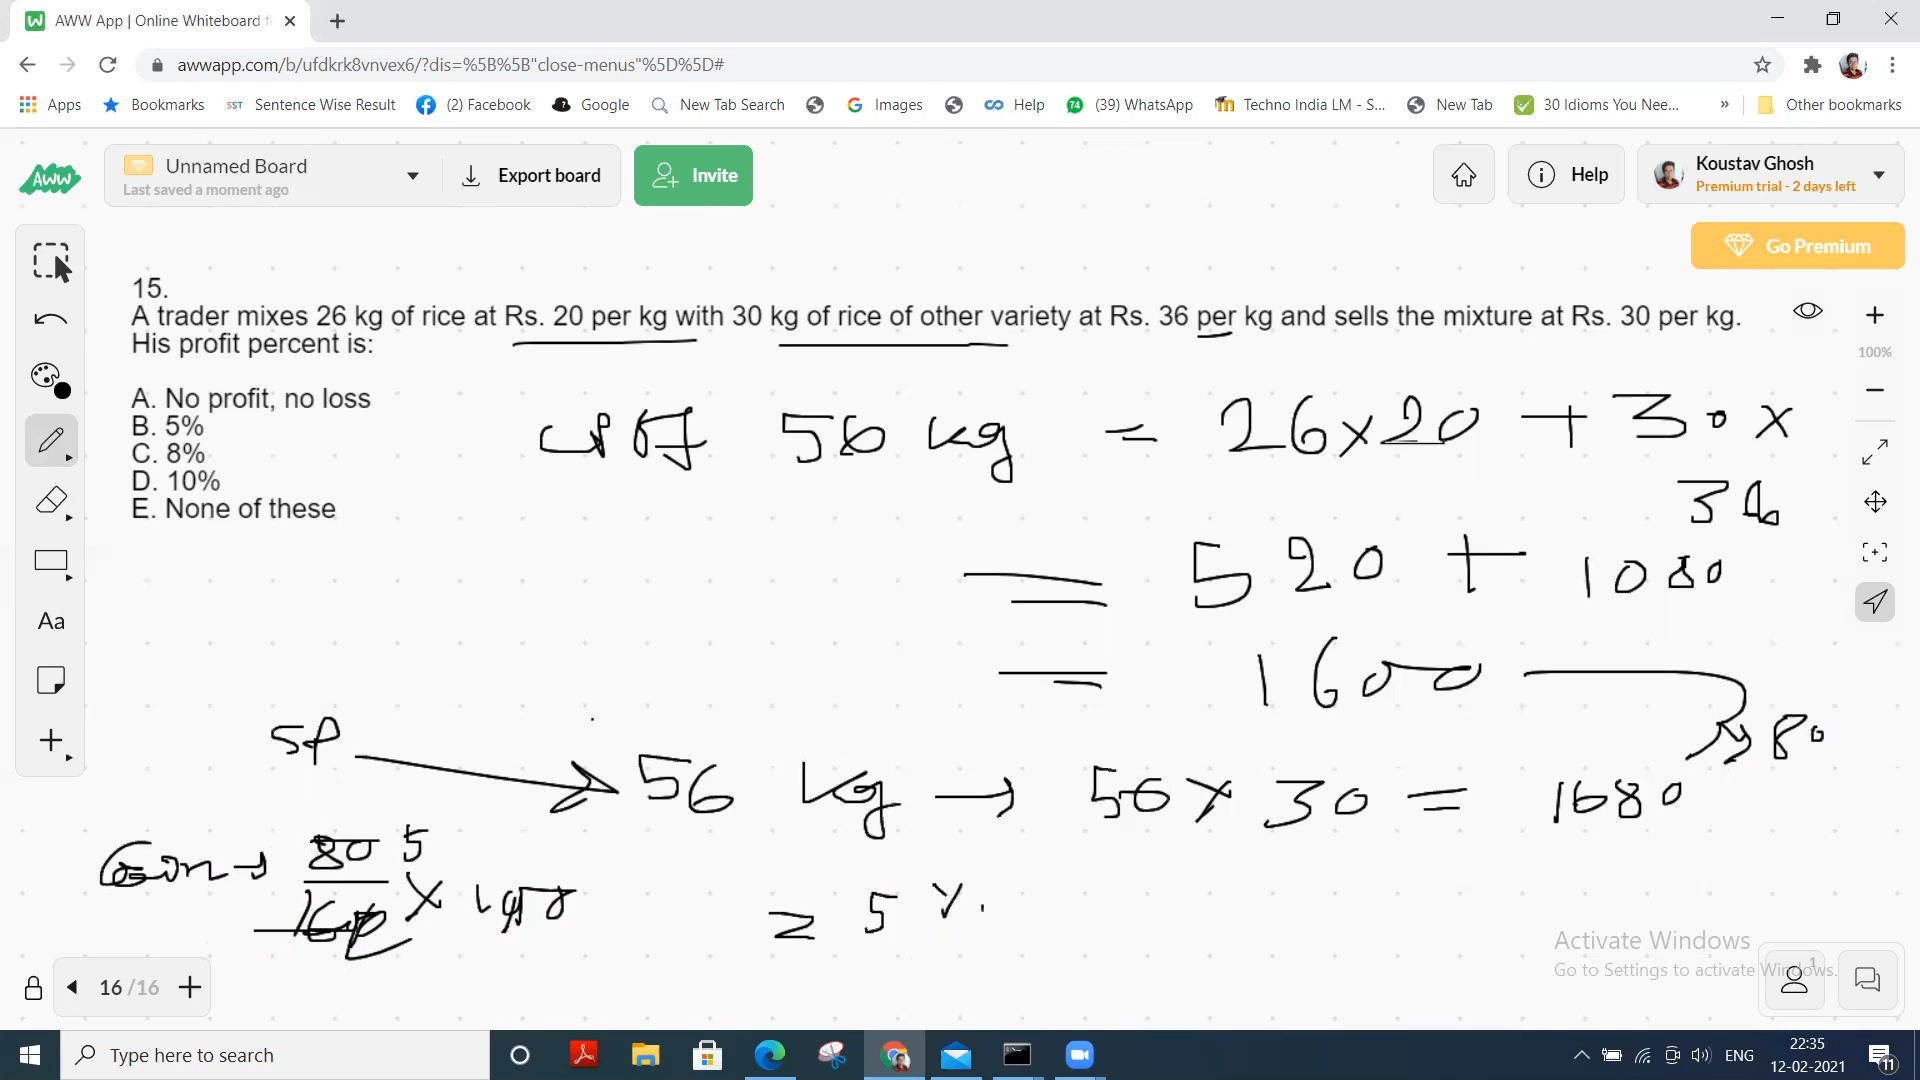 AWW App | Online Whiteboard f
awwapp.com/b/ufdkrk8vnvex6/?dis=%5B%5B"close-menus"%5D%5D#
Apps Bookmarks SST Sentence Wise Result (2) Facebook Google New Tab Search Images Help 74 (39) WhatsApp Techno India LM - S... New Tab 30 Idioms You Nee... » Other bookmarks
AWW Unnamed Board Export board Invite Help Koustav Ghosh
Last saved a moment ago Premium trial - 2 days left
Go Premium
15.
A trader mixes 26 kg of rice at Rs. 20 per kg with 30 kg of rice of other variety at Rs. 36 per kg and sells the mixture at Rs. 30 per kg.
His profit percent is:
100%
A. No profit, no loss
B. 5%
C. 8%
D. 10%
E. None of these
Aa
56 kg = 26×20 + 30×
36
= 520 + 1080
= 1600
80
SP 56 kg → 56 × 30 = 1680
→ 80 5
× 100 = 5 %.
Activate Windows
Go to Settings to activate Windows.
1
16 /16
Type here to search
ENG
22:35
12-02-2021
11